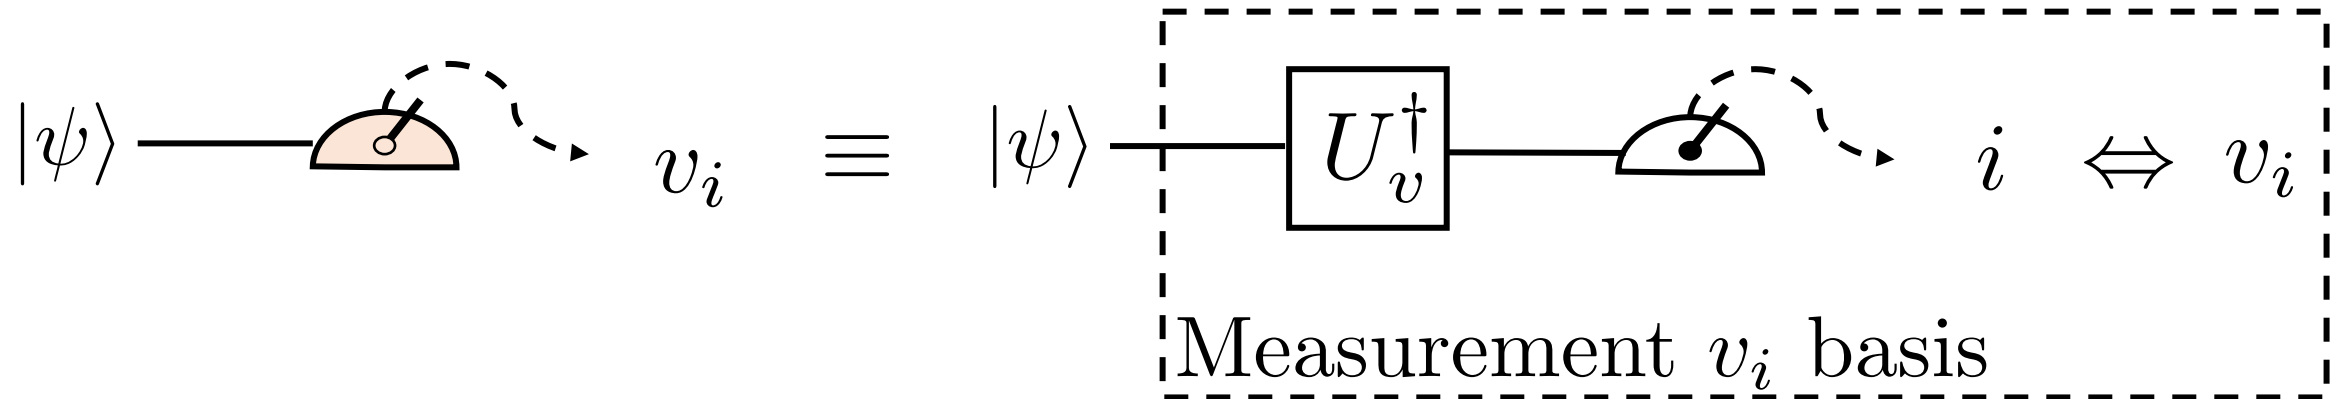 |ψ⟩ v_i ≡ |ψ⟩ U_v^† i ⇔ v_i
Measurement v_i basis